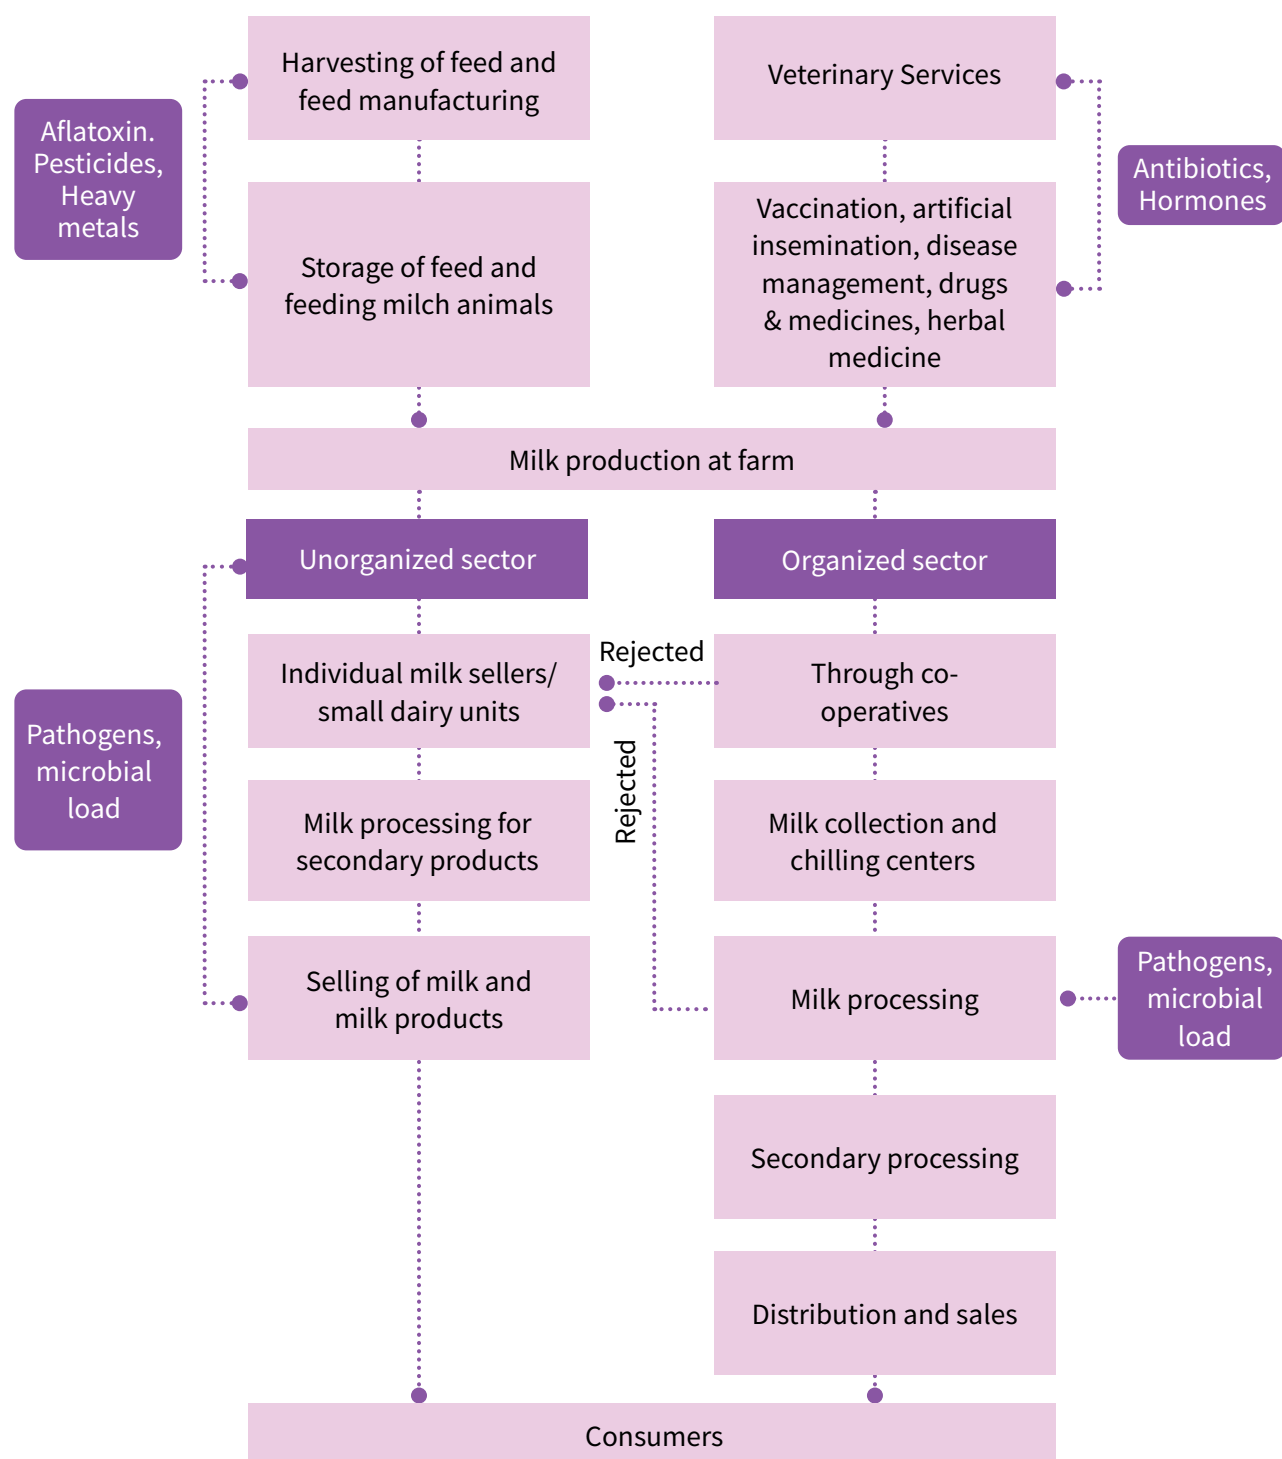 Harvesting of feed and
feed manufacturing
Veterinary Services
Aflatoxin.
Pesticides,
Heavy
metals
Antibiotics,
Hormones
Storage of feed and
feeding milch animals
Vaccination, artificial
insemination, disease
management, drugs
& medicines, herbal
medicine
Milk production at farm
Unorganized sector
Organized sector
Individual milk sellers/
small dairy units
Rejected
Through co-
operatives
Pathogens,
microbial
load
Rejected
Milk processing for
secondary products
Milk collection and
chilling centers
Selling of milk and
milk products
Milk processing
Pathogens,
microbial
load
Secondary processing
Distribution and sales
Consumers